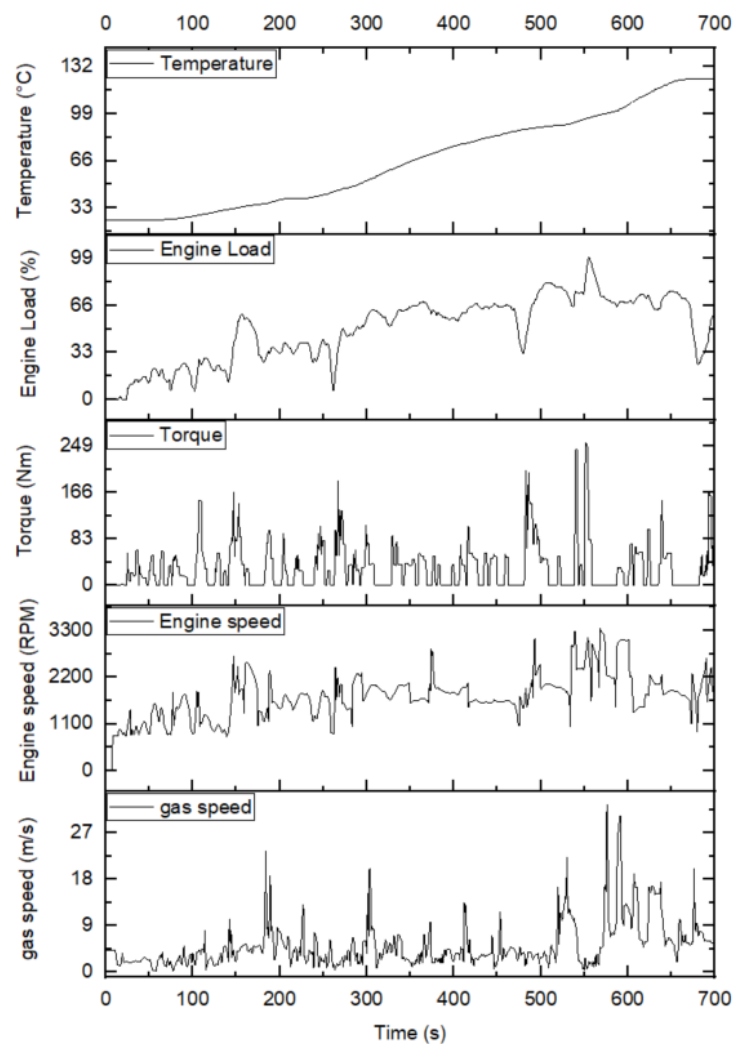 0 100 200 300 400 500 600 700
Temperature
132
99
66
33
Temperature (°C)
Engine Load
99
66
33
0
Engine Load (%)
Torque
249
166
83
0
Torque (Nm)
Engine speed
3300
2200
1100
0
Engine speed (RPM)
gas speed
27
18
9
0
gas speed (m/s)
0 100 200 300 400 500 600 700
Time (s)